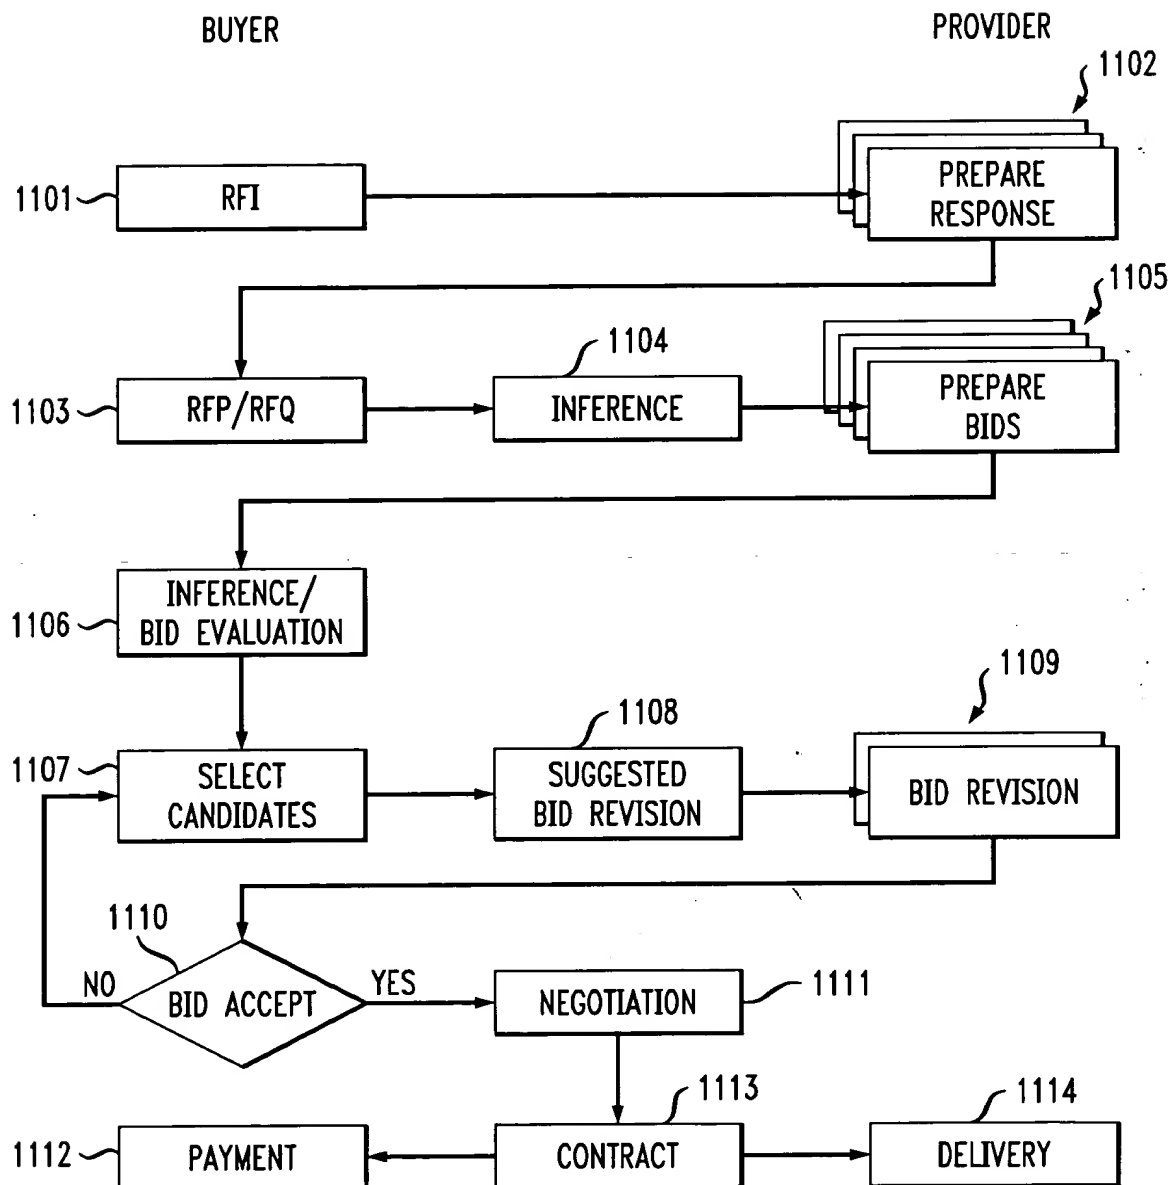 BUYER
PROVIDER
1102
1101
RFI
PREPARE
RESPONSE
1105
1104
1103
RFP/RFQ
INFERENCE
PREPARE
BIDS
1106
INFERENCE/
BID EVALUATION
1109
1108
1107
SELECT
CANDIDATES
SUGGESTED
BID REVISION
BID REVISION
1110
NO
BID ACCEPT
YES
NEGOTIATION
1111
1113
1114
1112
PAYMENT
CONTRACT
DELIVERY